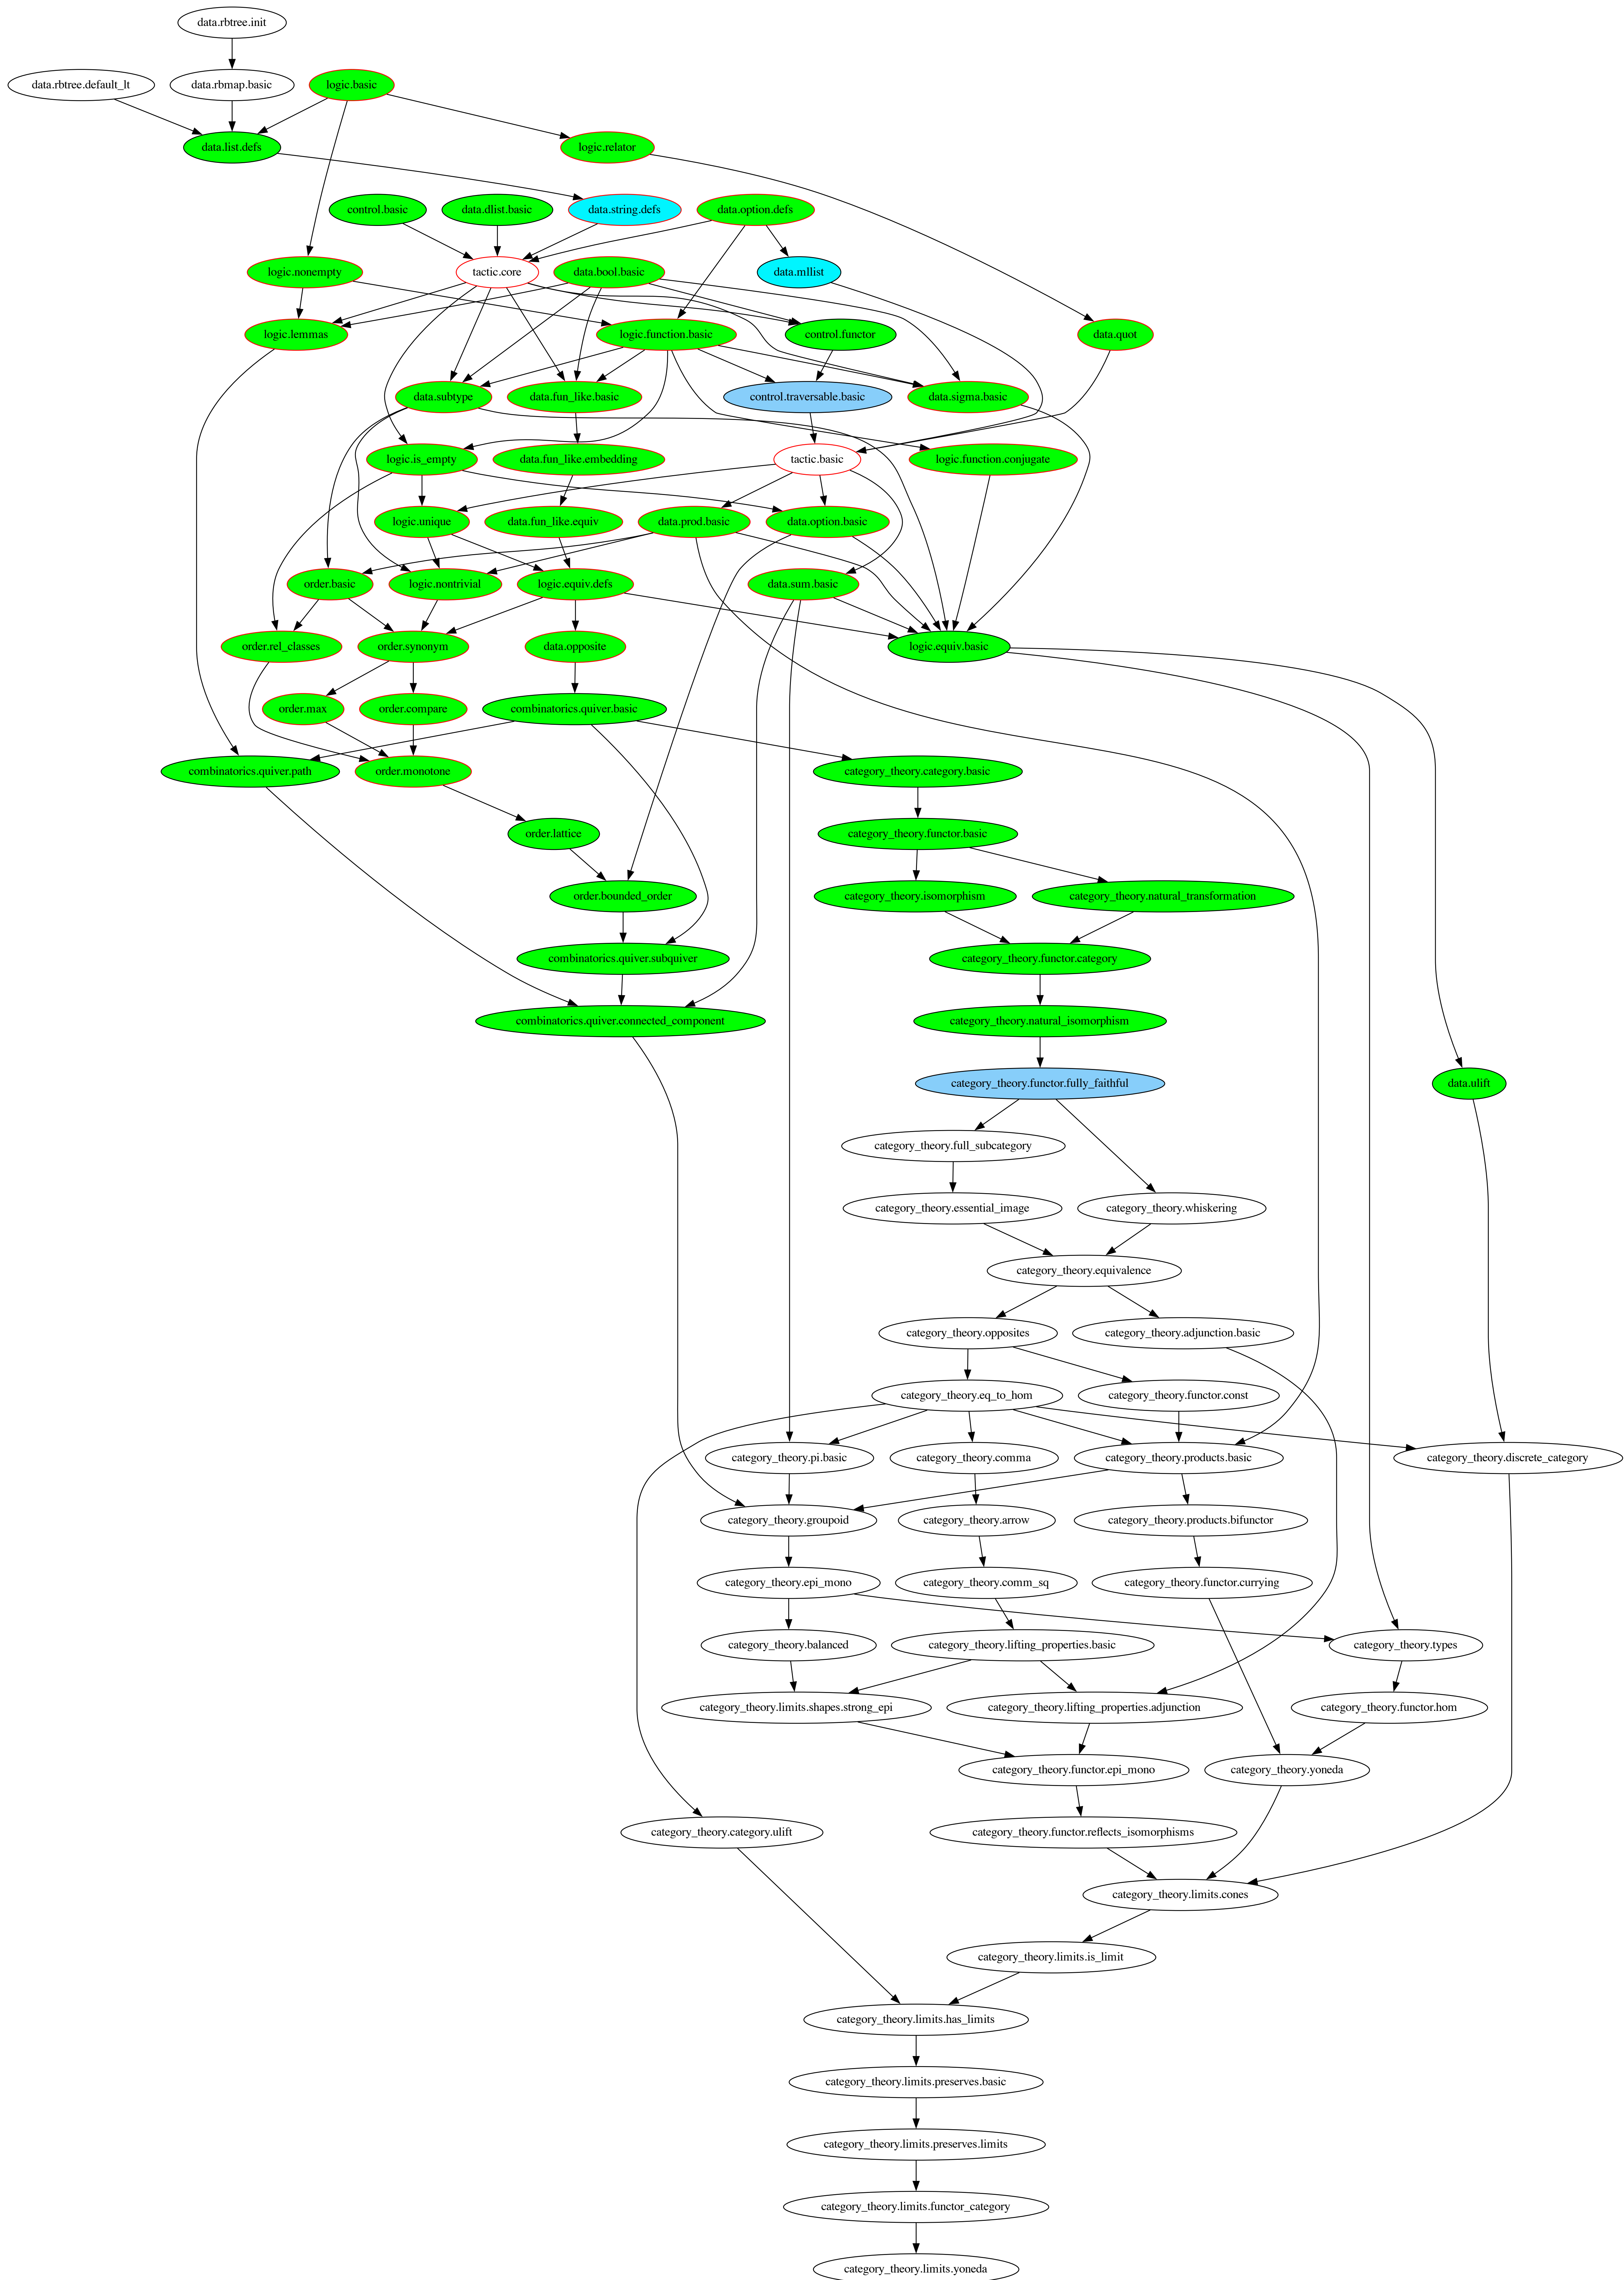 data.rbtree.init
data.rbtree.default_lt
data.rbmap.basic
logic.basic
data.list.defs
logic.relator
control.basic
data.dlist.basic
data.string.defs
data.option.defs
logic.nonempty
tactic.core
data.bool.basic
data.mllist
logic.lemmas
logic.function.basic
control.functor
data.quot
data.subtype
data.fun_like.basic
control.traversable.basic
data.sigma.basic
logic.is_empty
data.fun_like.embedding
tactic.basic
logic.function.conjugate
logic.unique
data.fun_like.equiv
data.prod.basic
data.option.basic
order.basic
logic.nontrivial
logic.equiv.defs
data.sum.basic
order.rel_classes
order.synonym
data.opposite
logic.equiv.basic
order.max
order.compare
combinatorics.quiver.basic
combinatorics.quiver.path
order.monotone
category_theory.category.basic
order.lattice
category_theory.functor.basic
order.bounded_order
category_theory.isomorphism
category_theory.natural_transformation
combinatorics.quiver.subquiver
category_theory.functor.category
combinatorics.quiver.connected_component
category_theory.natural_isomorphism
category_theory.functor.fully_faithful
data.ulift
category_theory.full_subcategory
category_theory.essential_image
category_theory.whiskering
category_theory.equivalence
category_theory.opposites
category_theory.adjunction.basic
category_theory.eq_to_hom
category_theory.functor.const
category_theory.pi.basic
category_theory.comma
category_theory.products.basic
category_theory.discrete_category
category_theory.groupoid
category_theory.arrow
category_theory.products.bifunctor
category_theory.epi_mono
category_theory.comm_sq
category_theory.functor.currying
category_theory.balanced
category_theory.lifting_properties.basic
category_theory.types
category_theory.limits.shapes.strong_epi
category_theory.lifting_properties.adjunction
category_theory.functor.hom
category_theory.functor.epi_mono
category_theory.yoneda
category_theory.category.ulift
category_theory.functor.reflects_isomorphisms
category_theory.limits.cones
category_theory.limits.is_limit
category_theory.limits.has_limits
category_theory.limits.preserves.basic
category_theory.limits.preserves.limits
category_theory.limits.functor_category
category_theory.limits.yoneda